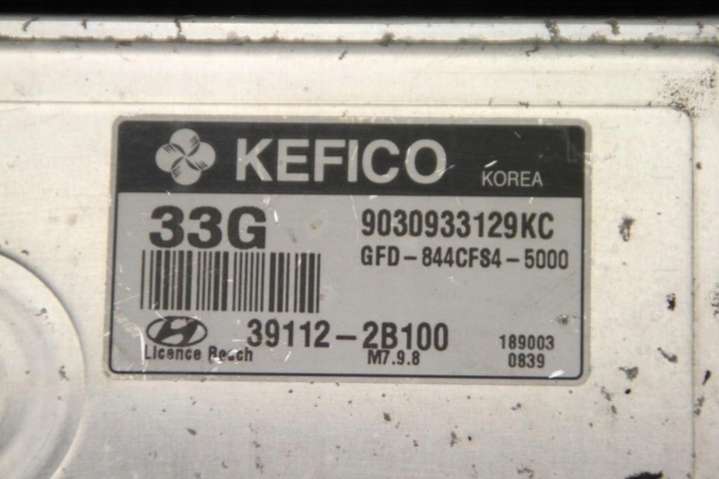 KEFICO KOREA
33G 9030933129KC
GFD-844CFS4-5000
39112-2B100 189003
Licence Bosch M7.9.8 0839